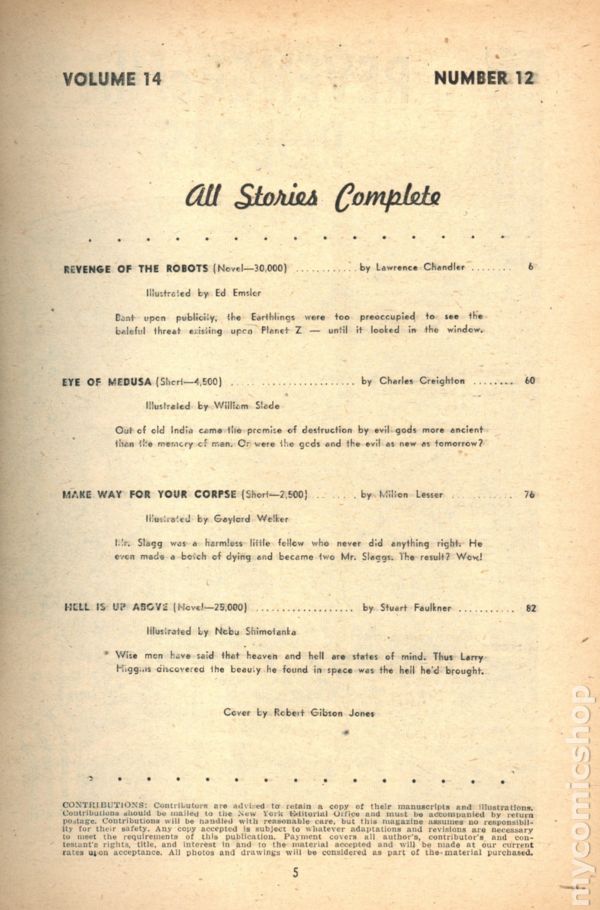 VOLUME 14 NUMBER 12
All Stories Complete
REVENGE OF THE ROBOTS (Novel—30,000) ............ by Lawrence Chandler ........ 6
Illustrated by Ed Emsler
Bent upon publicity, the Earthlings were too preoccupied to see the
baleful threat existing upon Planet Z — until it looked in the window.
EYE OF MEDUSA (Short—4,500) ........................ by Charles Creighton ........ 60
Illustrated by William Slade
Out of old India came the promise of destruction by evil gods more ancient
than the memory of man. Or were the gods and the evil as new as tomorrow?
MAKE WAY FOR YOUR CORPSE (Short—2,500) ........ by Milton Lesser ............ 76
Illustrated by Gaylord Welker
Mr. Slagg was a harmless little fellow who never did anything right. He
even made a botch of dying and became two Mr. Slaggs. The result? Wow!
HELL IS UP ABOVE (Novel—25,000) ................... by Stuart Faulkner ........... 82
Illustrated by Nobu Shimotanka
Wise men have said that heaven and hell are states of mind. Thus Larry
Higgins discovered the beauty he found in space was the hell he'd brought.
Cover by Robert Gibson Jones
CONTRIBUTIONS: Contributors are advised to retain a copy of their manuscripts and illustrations.
Contributions should be mailed to the New York Editorial Office and must be accompanied by return
postage. Contributions will be handled with reasonable care, but this magazine assumes no responsibil-
ity for their safety. Any copy accepted is subject to whatever adaptations and revisions are necessary
to meet the requirements of this publication. Payment covers all author's, contributor's and con-
testant's rights, title, and interest in and to the material accepted and will be made at our current
rates upon acceptance. All photos and drawings will be considered as part of the material purchased.
5
mycomicshop